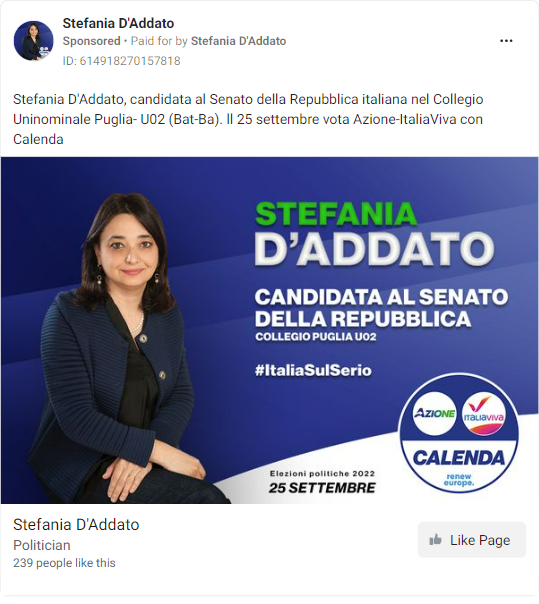 Stefania D'Addato
Sponsored • Paid for by Stefania D'Addato
ID: 614918270157818
Stefania D'Addato, candidata al Senato della Repubblica italiana nel Collegio
Uninominale Puglia- U02 (Bat-Ba). Il 25 settembre vota Azione-ItaliaViva con
Calenda
STEFANIA
D'ADDATO
CANDIDATA AL SENATO
DELLA REPUBBLICA
COLLEGIO PUGLIA U02
#ItaliaSulSerio
AZIONE
ITALIAVIVA
CALENDA
renew
europe.
Elezioni politiche 2022
25 SETTEMBRE
Stefania D'Addato
Politician
239 people like this
Like Page